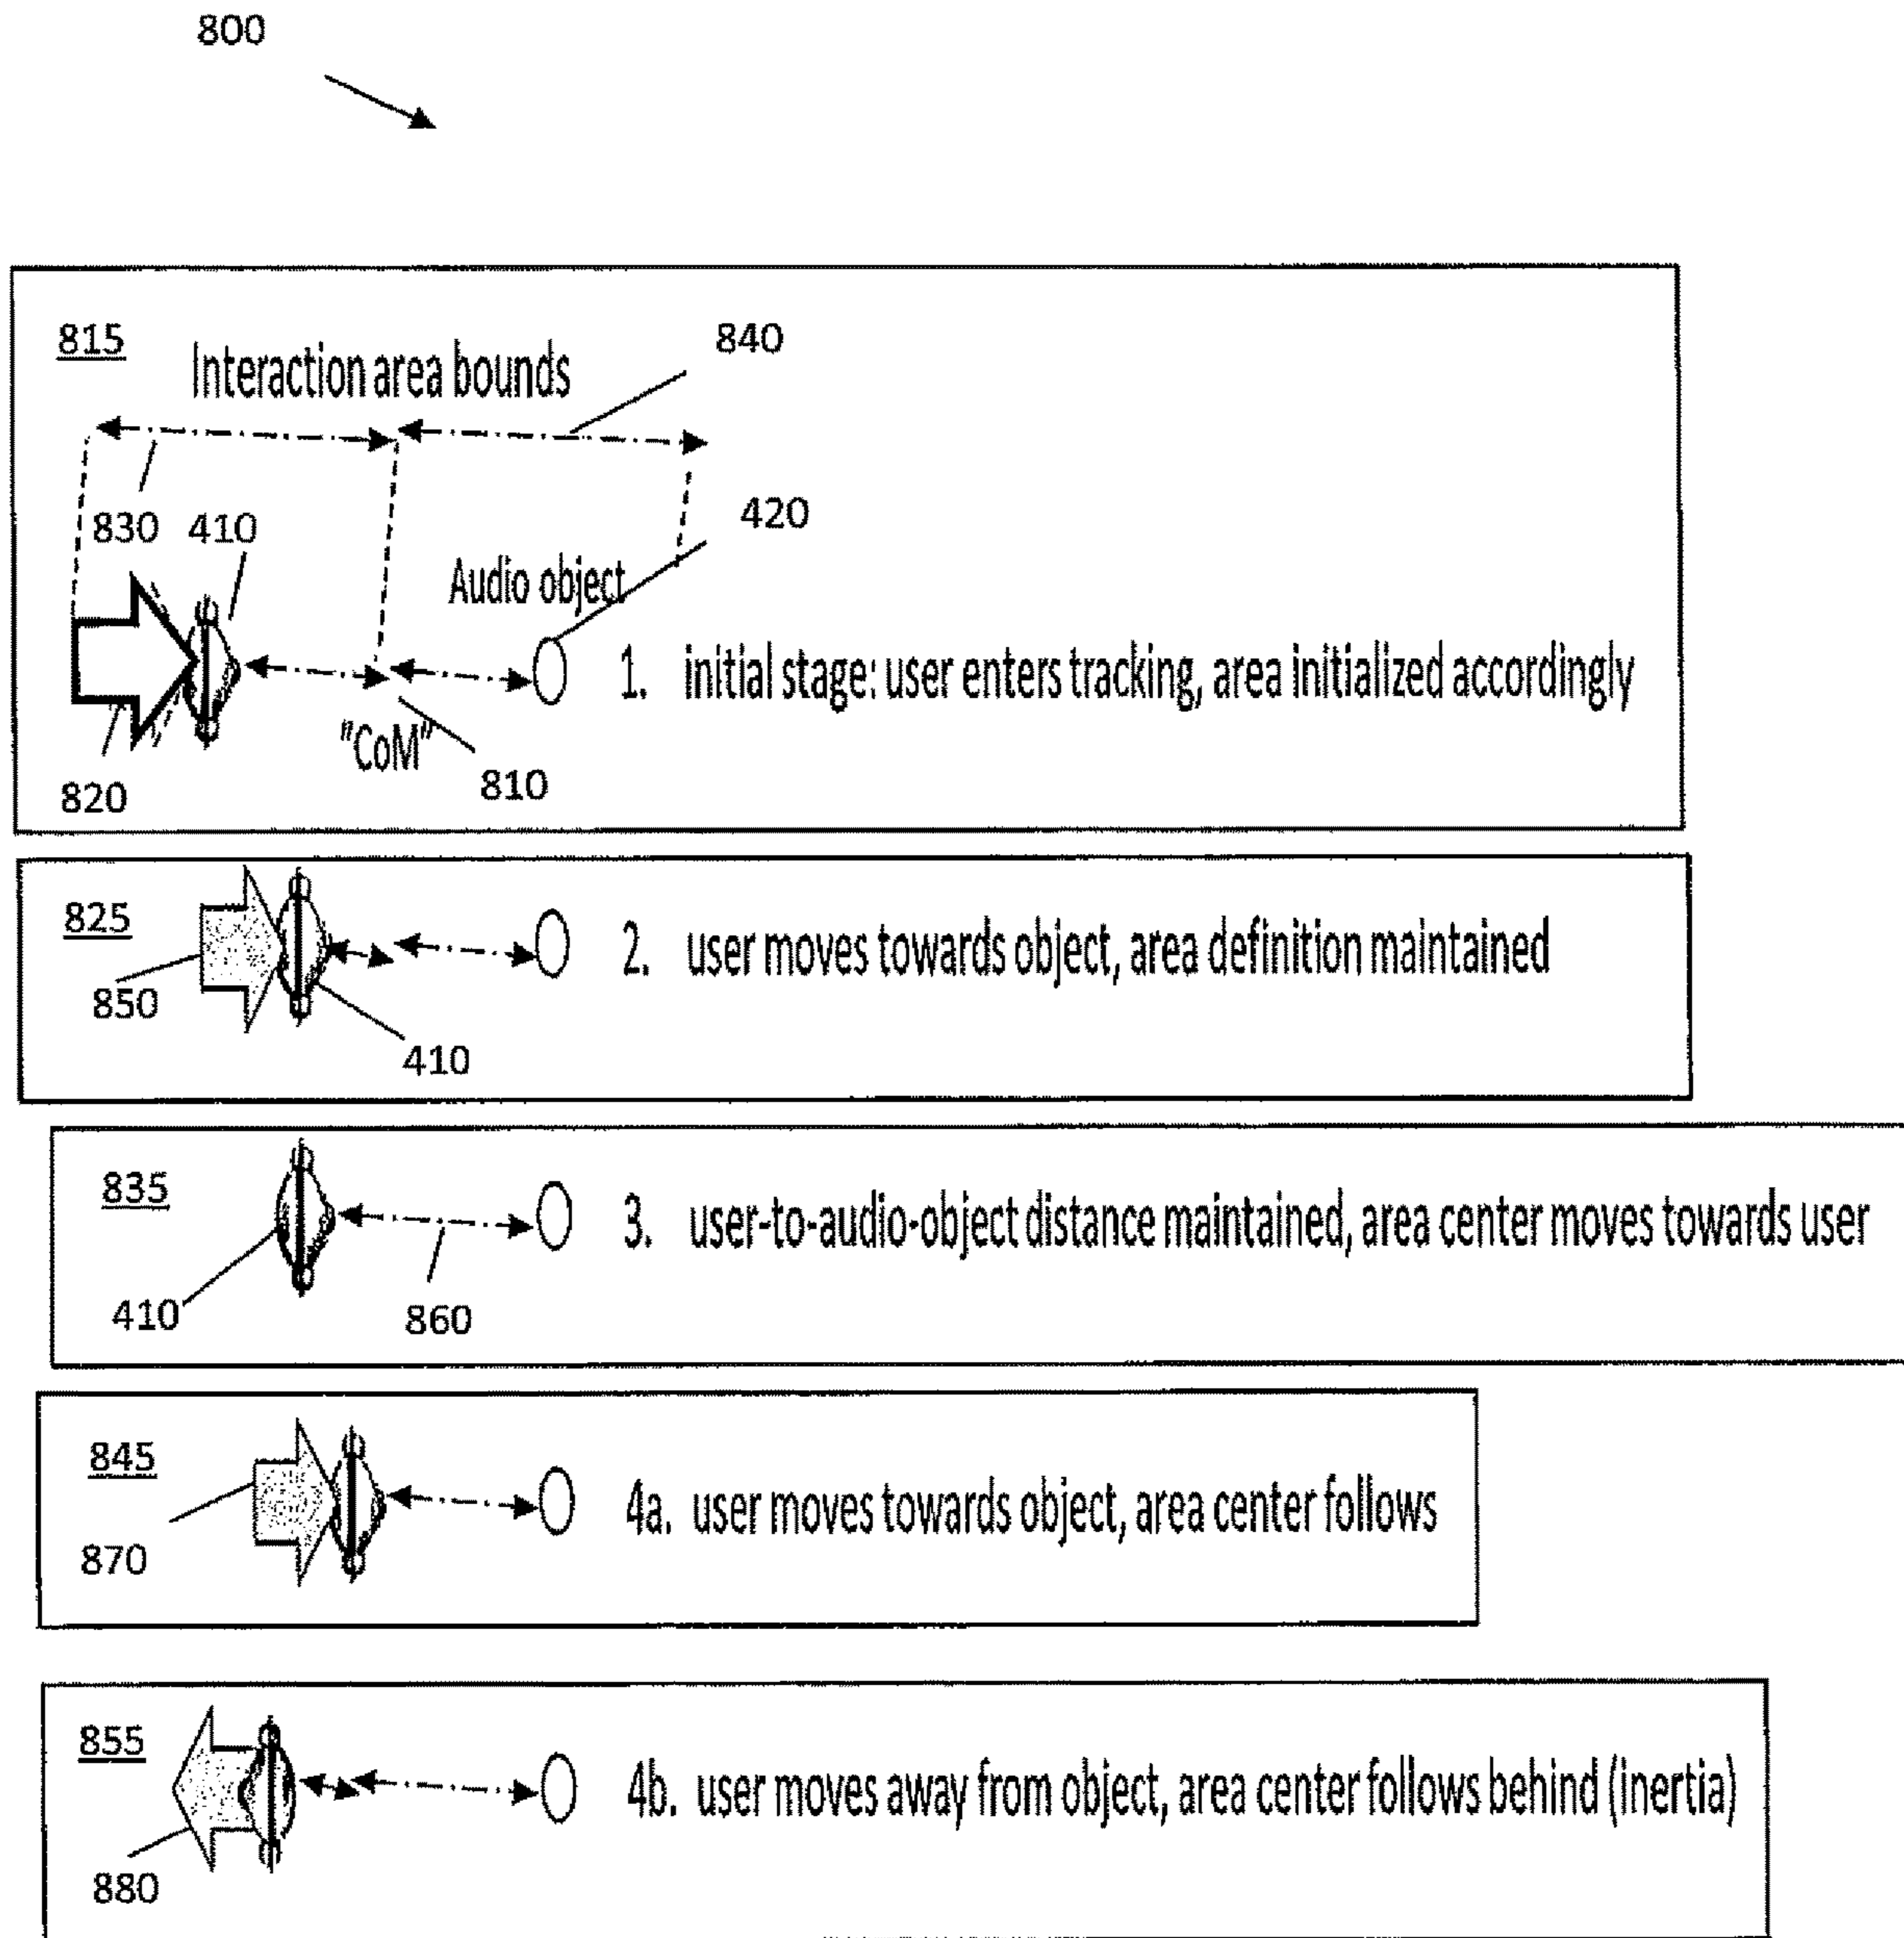 800
815
840
Interaction area bounds
830
410
420
Audio object
1. initial stage: user enters tracking, area initialized accordingly
"CoM"
820
810
825
2. user moves towards object, area definition maintained
850
410
835
3. user-to-audio-object distance maintained, area center moves towards user
410
860
845
4a. user moves towards object, area center follows
870
855
4b. user moves away from object, area center follows behind (inertia)
880